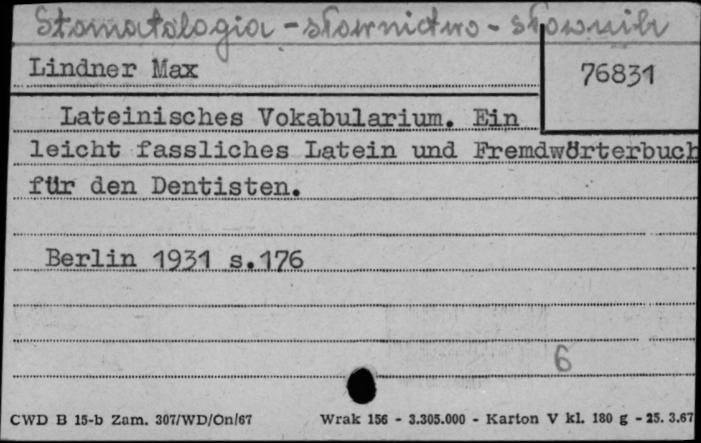 Stomatologia - słownictwo - słownik
Lindner Max
76831
Lateinisches Vokabularium. Ein
leicht fassliches Latein und Fremdwörterbuch
für den Dentisten.
Berlin 1931 s.176
6
CWD B 15-b Zam. 307/WD/On/67 Wrak 156 - 3.305.000 - Karton V kl. 180 g - 25. 3.67